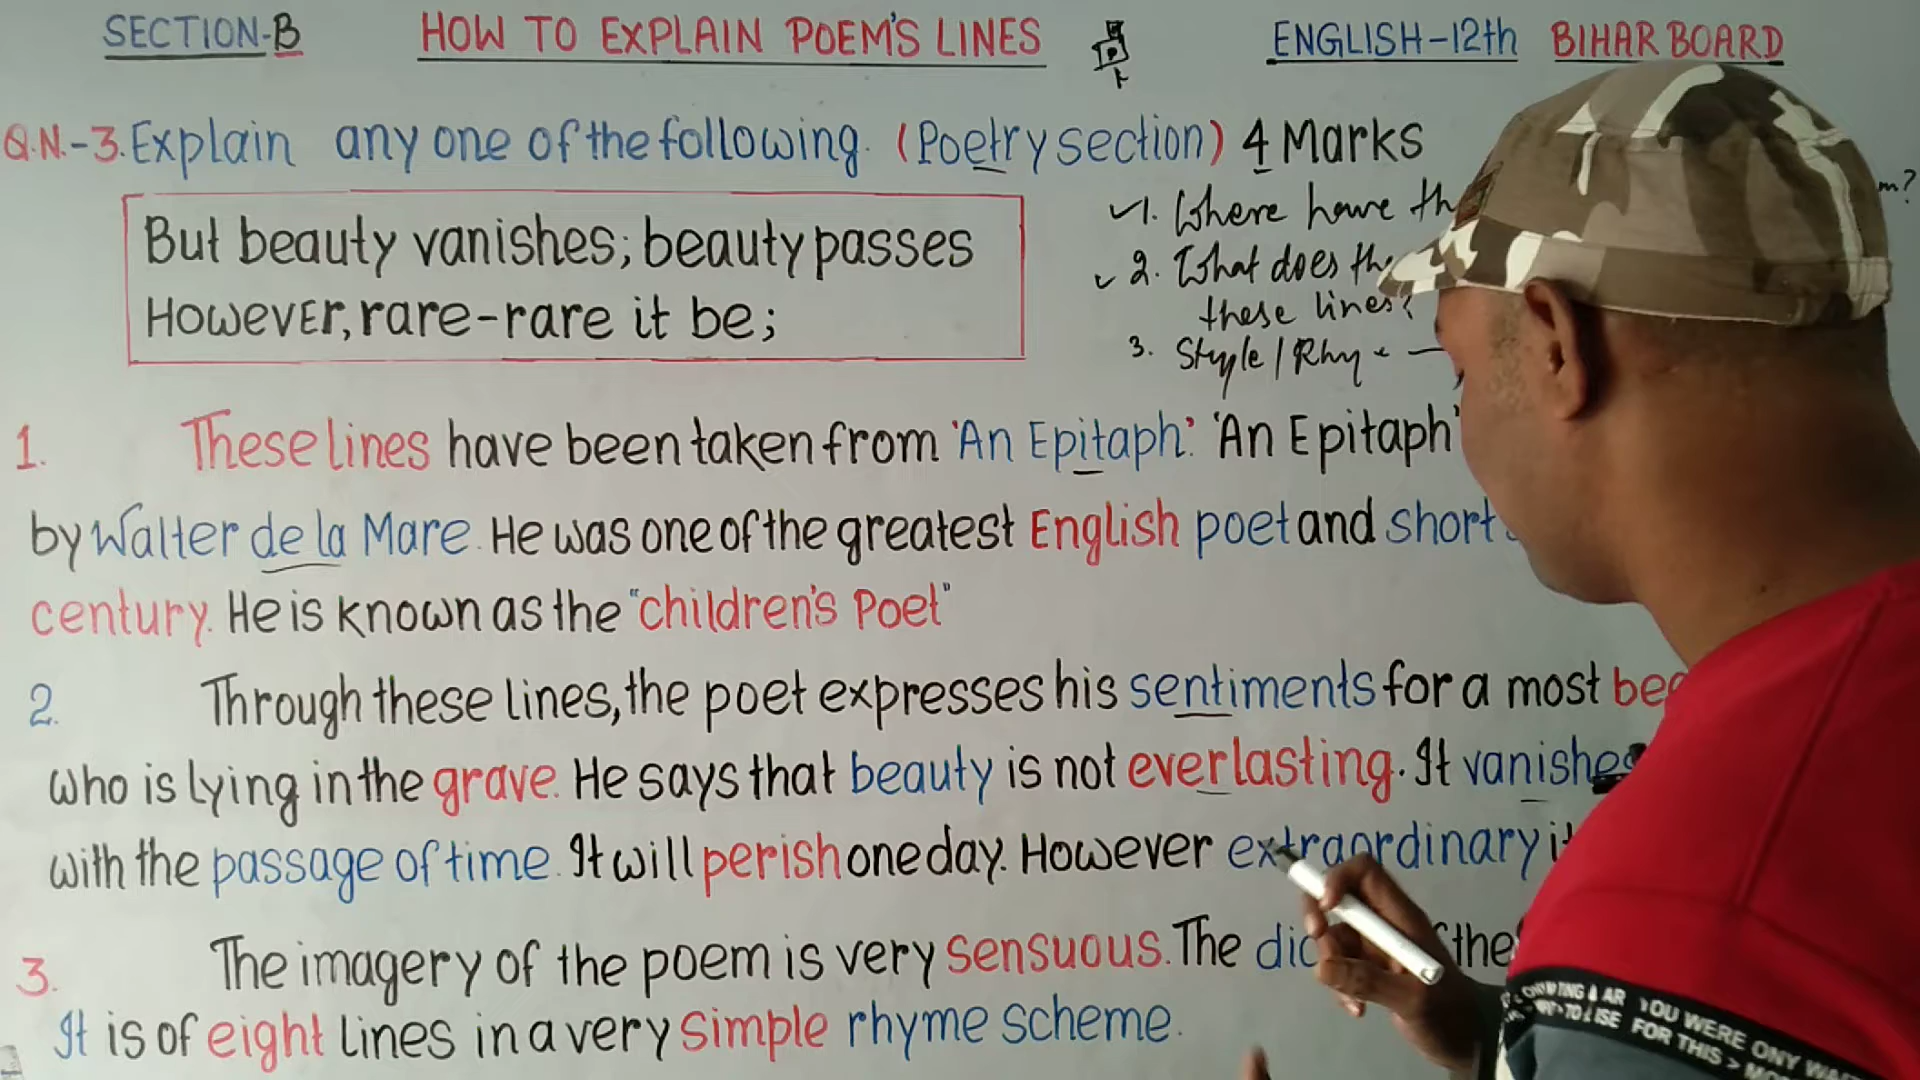 SECTION-B HOW TO EXPLAIN POEM'S LINES ENGLISH-12th BIHAR BOARD
Q.N.-3. Explain any one of the following. (Poetry section) 4 Marks
But beauty vanishes; beauty passes
However, rare-rare it be;
1. Where have
2. What does
these lines?
3. Style/Rhy
1. These lines have been taken from 'An Epitaph'. 'An Epitaph'
by Walter de la Mare. He was one of the greatest English poet and short
century. He is known as the "children's Poet"
2. Through these lines, the poet expresses his sentiments for a most
who is lying in the grave. He says that beauty is not everlasting. It vanishes
with the passage of time. It will perish one day. However extraordinary
3. The imagery of the poem is very sensuous. The the
It is of eight lines in a very simple rhyme scheme.
YOU WERE ONY
FOR THIS >